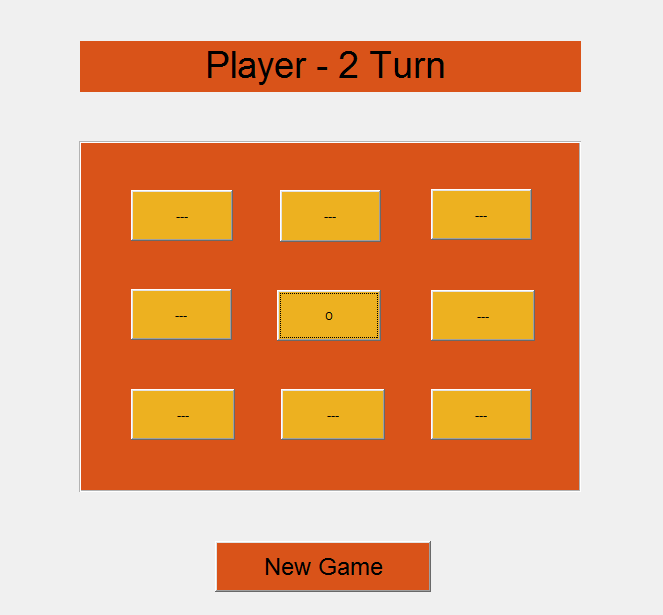 Player - 2 Turn
--- --- ---
--- o ---
--- --- ---
New Game